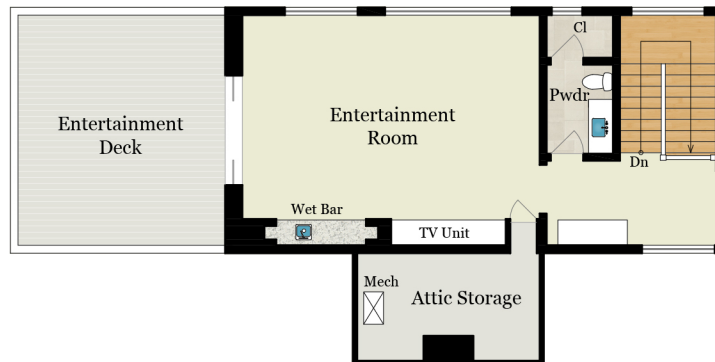 Cl
Pwdr
Entertainment
Room
Entertainment
Deck
Dn
Wet Bar
TV Unit
Mech
Attic Storage